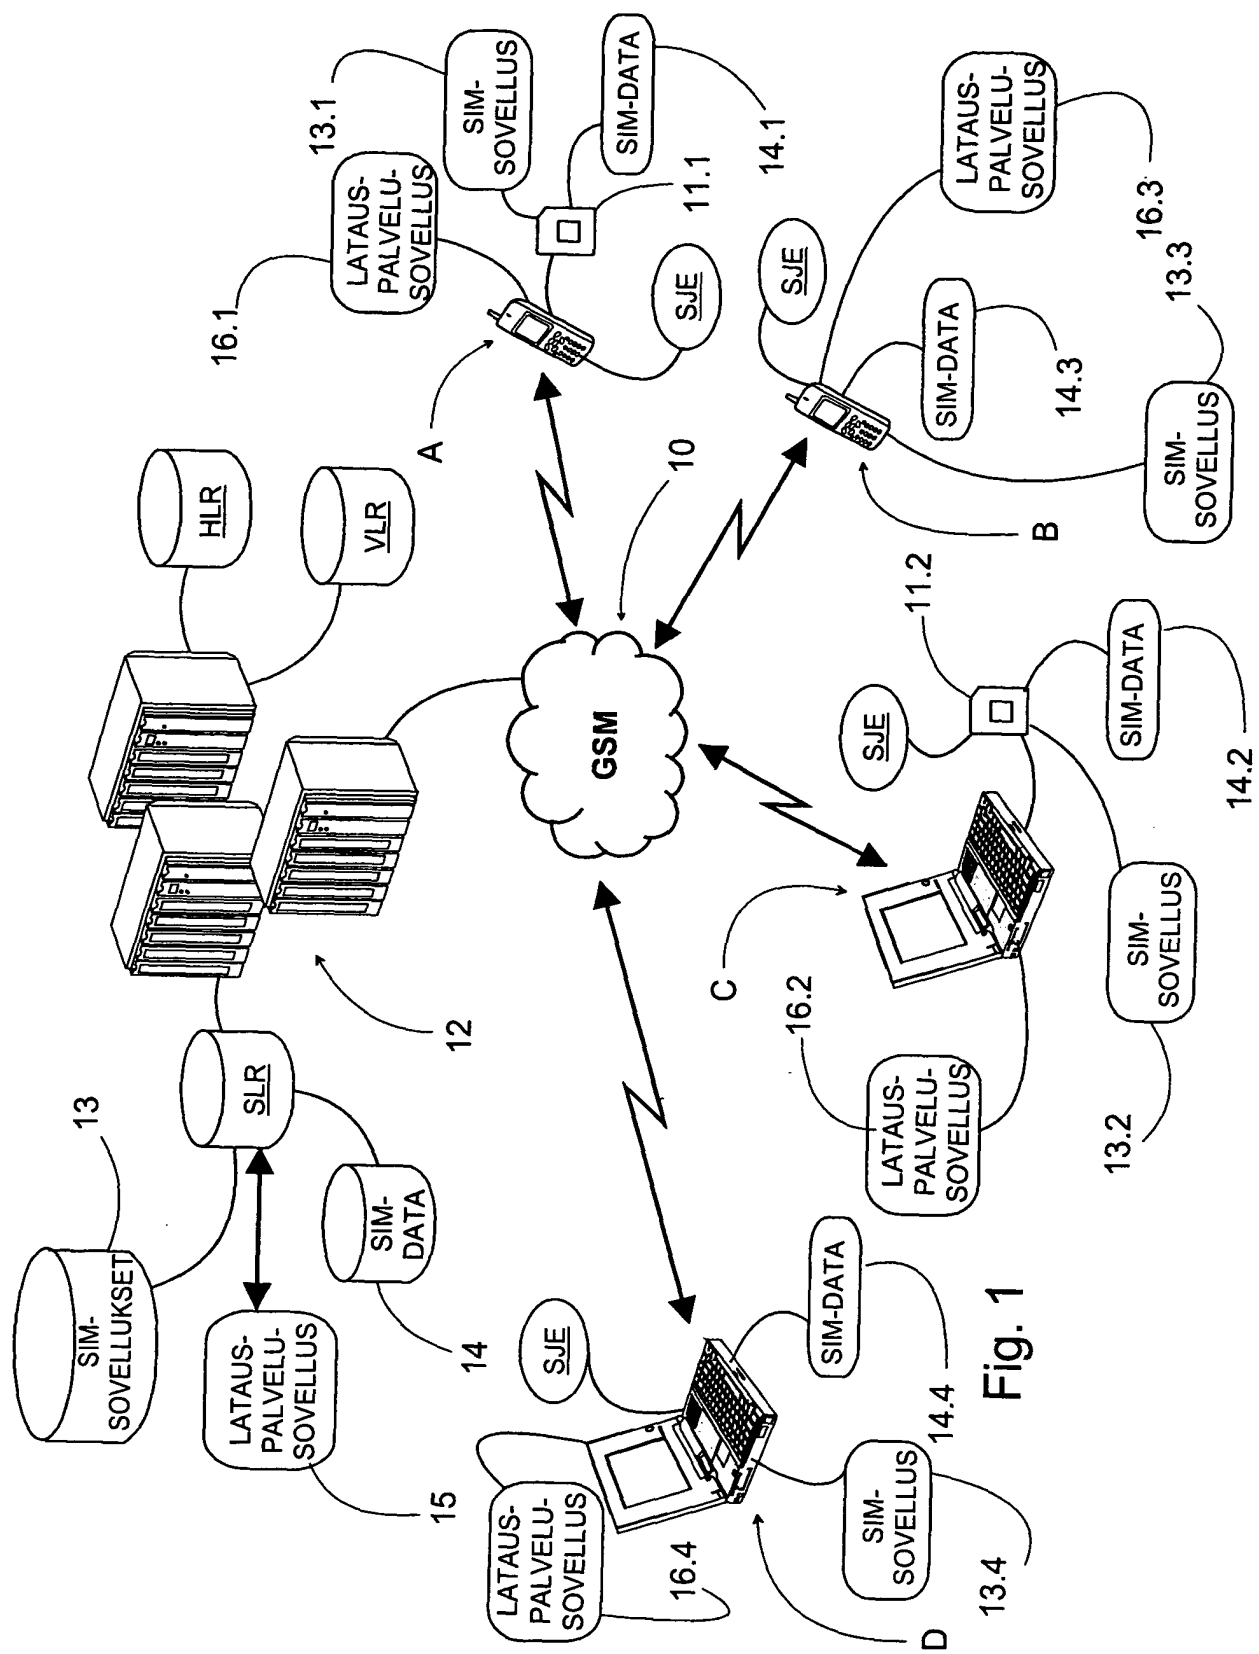 13
SIM-
SOVELLUKSET
LATAUS-
PALVELU-
SOVELLUS
15
SLR
SIM-
DATA
14
12
HLR
VLR
16.1
13.1
LATAUS-
PALVELU-
SOVELLUS
SIM-
SOVELLUS
SIM-DATA
14.1
11.1
SJE
A
10
GSM
SJE
LATAUS-
PALVELU-
SOVELLUS
16.3
SIM-DATA
14.3
13.3
SIM-
SOVELLUS
B
11.2
SJE
SIM-DATA
14.2
C
16.2
LATAUS-
PALVELU-
SOVELLUS
SIM-
SOVELLUS
13.2
SJE
LATAUS-
PALVELU-
SOVELLUS
16.4
SIM-DATA
14.4
SIM-
SOVELLUS
13.4
D
Fig. 1